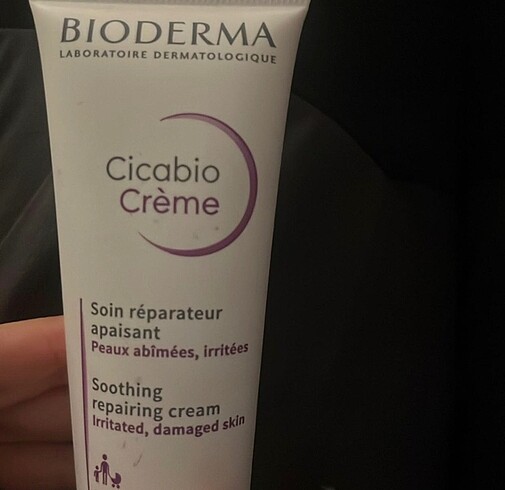 BIODERMA
LABORATOIRE DERMATOLOGIQUE
Cicabio
Crème
Soin réparateur
apaisant
Peaux abîmées, irritées
Soothing
repairing cream
Irritated, damaged skin